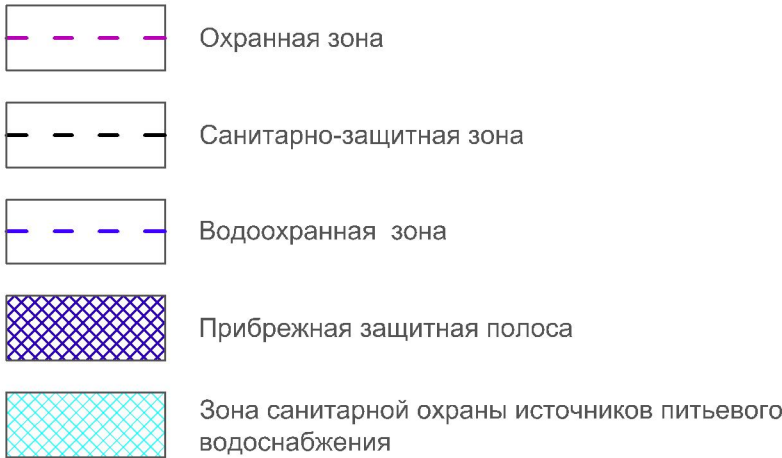 Охранная зона
Санитарно-защитная зона
Водоохранная зона
Прибрежная защитная полоса
Зона санитарной охраны источников питьевого
водоснабжения